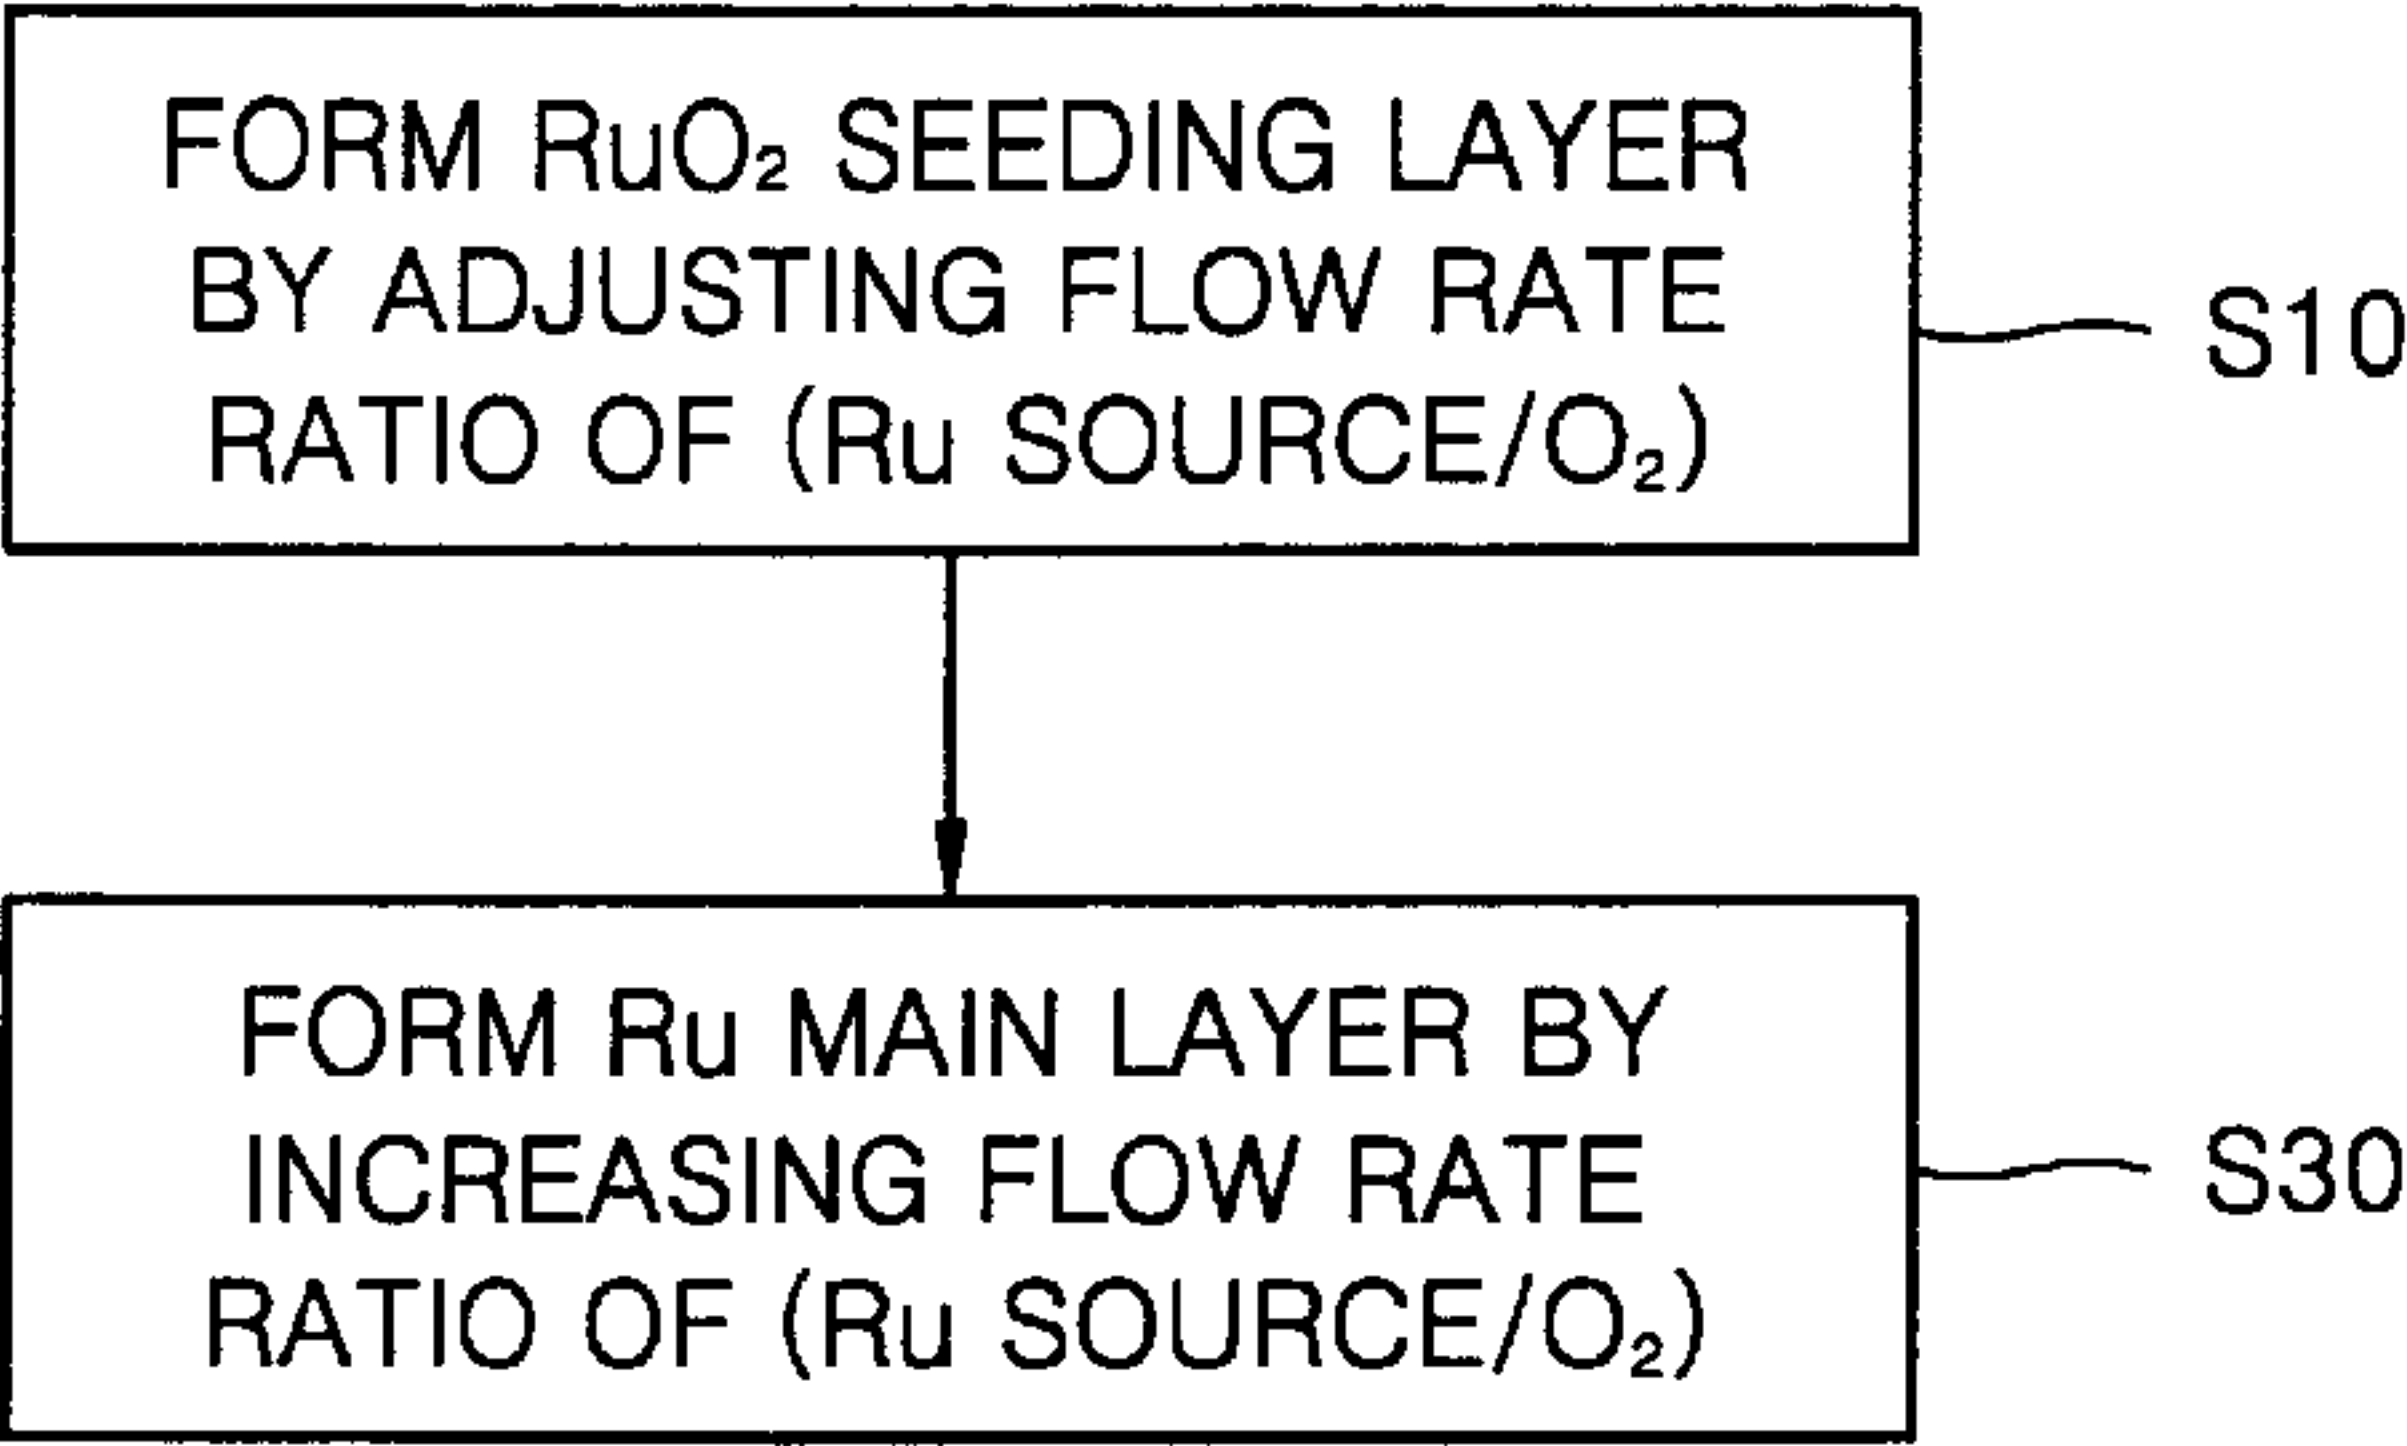 FORM RuO₂ SEEDING LAYER
BY ADJUSTING FLOW RATE
RATIO OF (Ru SOURCE/O₂)
S10
FORM Ru MAIN LAYER BY
INCREASING FLOW RATE
RATIO OF (Ru SOURCE/O₂)
S30